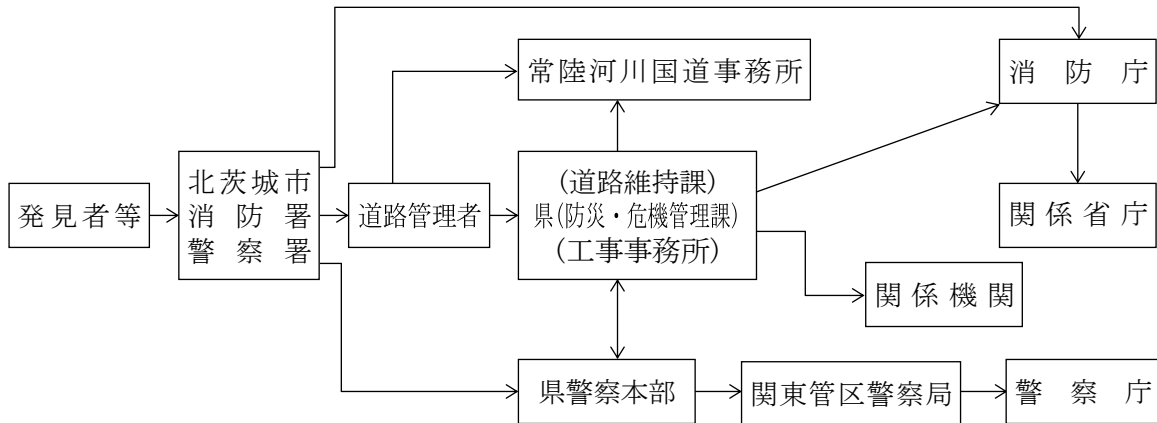 常陸河川国道事務所
消防庁
発見者等
北茨城市
消防署
警察署
道路管理者
(道路維持課)
県(防災・危機管理課)
(工事事務所)
関係省庁
関係機関
県警察本部
関東管区警察局
警察庁